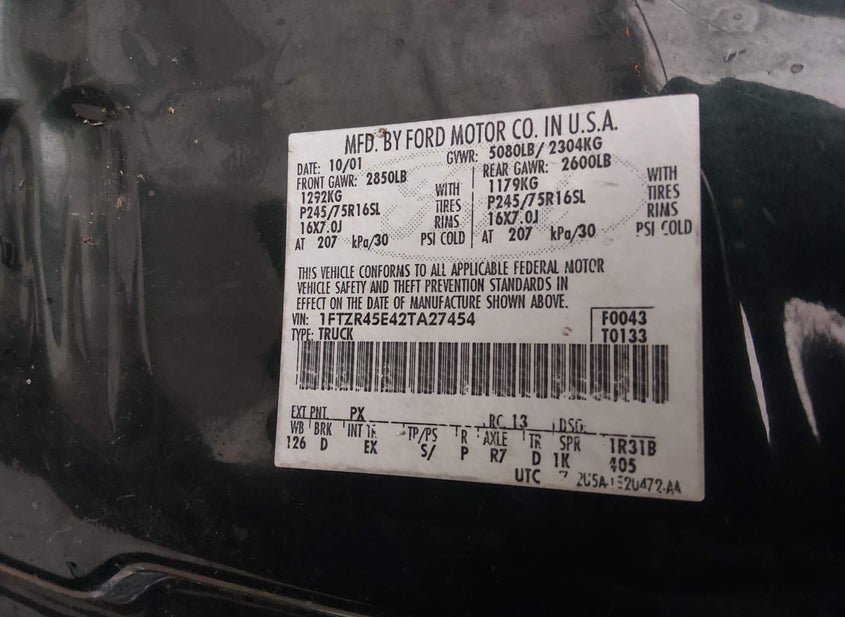 MFD. BY FORD MOTOR CO. IN U.S.A.
DATE: 10/01 GVWR: 5080LB/ 2304KG
FRONT GAWR: 2850LB REAR GAWR: 2600LB
1292KG WITH 1179KG WITH
P245/75R16SL TIRES P245/75R16SL TIRES
16X7.0J RIMS 16X7.0J RIMS
AT 207 kPa/30 PSI COLD AT 207 kPa/30 PSI COLD
THIS VEHICLE CONFORMS TO ALL APPLICABLE FEDERAL MOTOR
VEHICLE SAFETY AND THEFT PREVENTION STANDARDS IN
EFFECT ON THE DATE OF MANUFACTURE SHOWN ABOVE.
VIN: 1FTZR45E42TA27454 F0043
TYPE: TRUCK T0133
EXT PNT. PX RC. 13 DSO:
WB BRK INT TP/PS R AXLE TR SPR 1R31B
126 D EX S/ P R7 D 1K 405
UTC